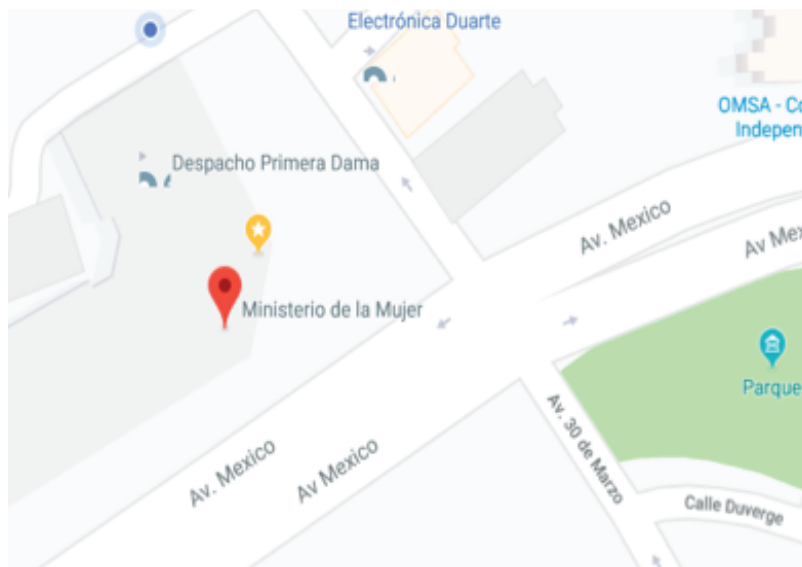 Electrónica Duarte
OMSA - Co
Indepen
Despacho Primera Dama
Av. Mexico
Av Mex
Ministerio de la Mujer
Parque
Av. Mexico
Av Mexico
Av. 30 de Marzo
Calle Duverge